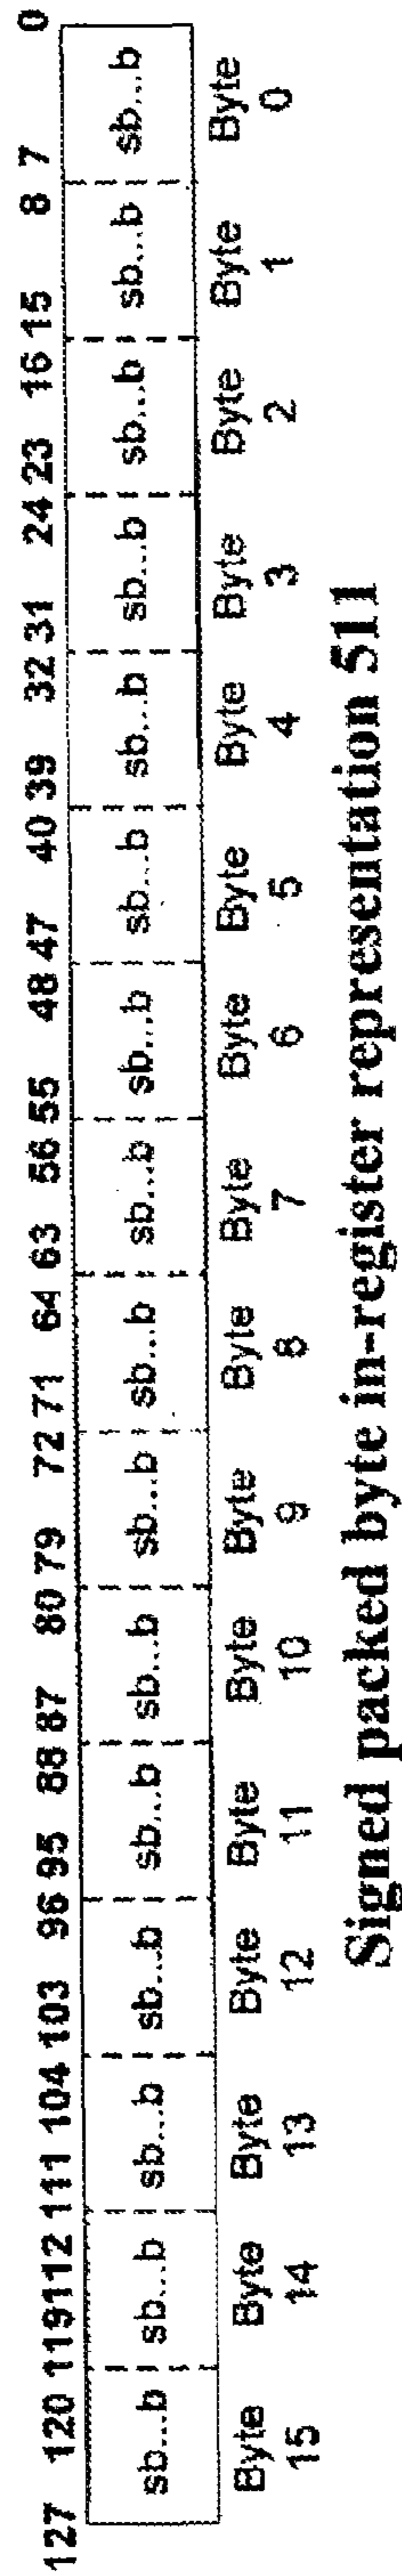 127 120 119 112 111 104 103 96 95 88 87 80 79 72 71 64 63 56 55 48 47 40 39 32 31 24 23 16 15 8 7 0
sb...b sb...b sb...b sb...b sb...b sb...b sb...b sb...b sb...b sb...b sb...b sb...b sb...b sb...b sb...b sb...b
Byte Byte Byte Byte Byte Byte Byte Byte Byte Byte Byte Byte Byte Byte Byte Byte
15 14 13 12 11 10 9 8 7 6 5 4 3 2 1 0
Signed packed byte in-register representation 511